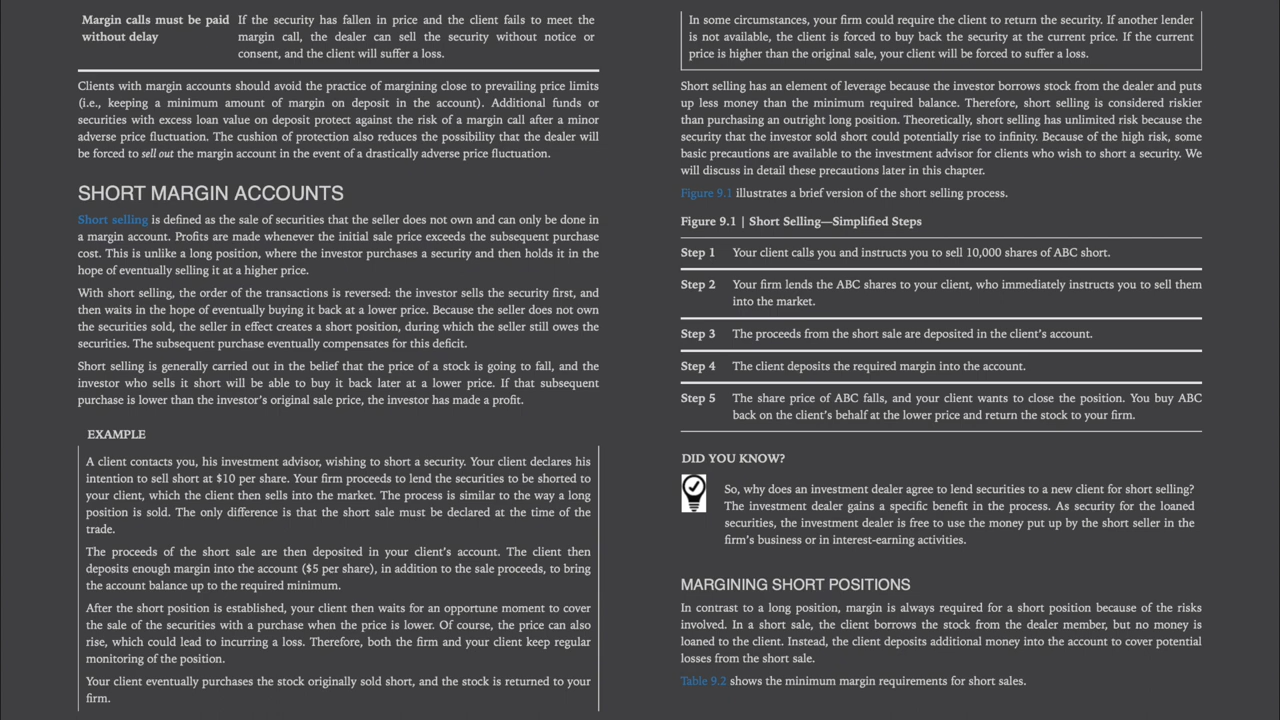 Margin calls must be paid
without delay
If the security has fallen in price and the client fails to meet the
margin call, the dealer can sell the security without notice or
consent, and the client will suffer a loss.
Clients with margin accounts should avoid the practice of margining close to prevailing price limits
(i.e., keeping a minimum amount of margin on deposit in the account). Additional funds or
securities with excess loan value on deposit protect against the risk of a margin call after a minor
adverse price fluctuation. The cushion of protection also reduces the possibility that the dealer will
be forced to sell out the margin account in the event of a drastically adverse price fluctuation.
SHORT MARGIN ACCOUNTS
Short selling is defined as the sale of securities that the seller does not own and can only be done in
a margin account. Profits are made whenever the initial sale price exceeds the subsequent purchase
cost. This is unlike a long position, where the investor purchases a security and then holds it in the
hope of eventually selling it at a higher price.
With short selling, the order of the transactions is reversed: the investor sells the security first, and
then waits in the hope of eventually buying it back at a lower price. Because the seller does not own
the securities sold, the seller in effect creates a short position, during which the seller still owes the
securities. The subsequent purchase eventually compensates for this deficit.
Short selling is generally carried out in the belief that the price of a stock is going to fall, and the
investor who sells it short will be able to buy it back later at a lower price. If that subsequent
purchase is lower than the investor's original sale price, the investor has made a profit.
EXAMPLE
A client contacts you, his investment advisor, wishing to short a security. Your client declares his
intention to sell short at $10 per share. Your firm proceeds to lend the securities to be shorted to
your client, which the client then sells into the market. The process is similar to the way a long
position is sold. The only difference is that the short sale must be declared at the time of the
trade.
The proceeds of the short sale are then deposited in your client's account. The client then
deposits enough margin into the account ($5 per share), in addition to the sale proceeds, to bring
the account balance up to the required minimum.
After the short position is established, your client then waits for an opportune moment to cover
the sale of the securities with a purchase when the price is lower. Of course, the price can also
rise, which could lead to incurring a loss. Therefore, both the firm and your client keep regular
monitoring of the position.
Your client eventually purchases the stock originally sold short, and the stock is returned to your
firm.
In some circumstances, your firm could require the client to return the security. If another lender
is not available, the client is forced to buy back the security at the current price. If the current
price is higher than the original sale, your client will be forced to suffer a loss.
Short selling has an element of leverage because the investor borrows stock from the dealer and puts
up less money than the minimum required balance. Therefore, short selling is considered riskier
than purchasing an outright long position. Theoretically, short selling has unlimited risk because the
security that the investor sold short could potentially rise to infinity. Because of the high risk, some
basic precautions are available to the investment advisor for clients who wish to short a security. We
will discuss in detail these precautions later in this chapter.
Figure 9.1 illustrates a brief version of the short selling process.
Figure 9.1 | Short Selling—Simplified Steps
Step 1 Your client calls you and instructs you to sell 10,000 shares of ABC short.
Step 2 Your firm lends the ABC shares to your client, who immediately instructs you to sell them
into the market.
Step 3 The proceeds from the short sale are deposited in the client's account.
Step 4 The client deposits the required margin into the account.
Step 5 The share price of ABC falls, and your client wants to close the position. You buy ABC
back on the client's behalf at the lower price and return the stock to your firm.
DID YOU KNOW?
So, why does an investment dealer agree to lend securities to a new client for short selling?
The investment dealer gains a specific benefit in the process. As security for the loaned
securities, the investment dealer is free to use the money put up by the short seller in the
firm's business or in interest-earning activities.
MARGINING SHORT POSITIONS
In contrast to a long position, margin is always required for a short position because of the risks
involved. In a short sale, the client borrows the stock from the dealer member, but no money is
loaned to the client. Instead, the client deposits additional money into the account to cover potential
losses from the short sale.
Table 9.2 shows the minimum margin requirements for short sales.